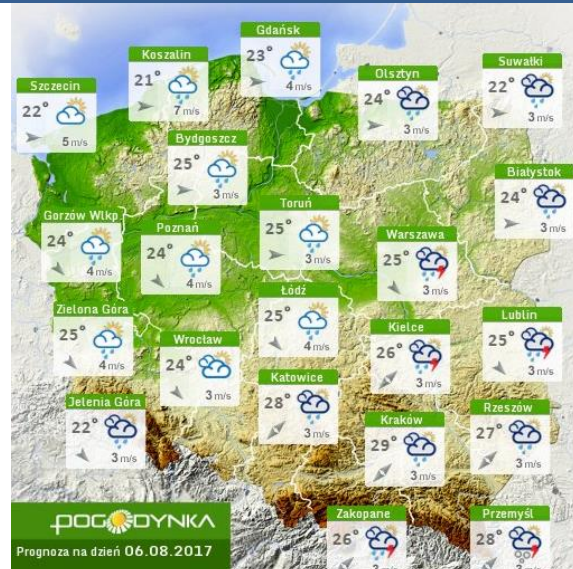 Gdańsk
23°
4 m/s
Koszalin
21°
7 m/s
Szczecin
22°
5 m/s
Olsztyn
24°
3 m/s
Suwałki
22°
3 m/s
Bydgoszcz
25°
3 m/s
Białystok
24°
3 m/s
Toruń
25°
3 m/s
Gorzów Wlkp.
24°
4 m/s
Poznań
24°
4 m/s
Warszawa
25°
3 m/s
Zielona Góra
25°
4 m/s
Łódź
25°
4 m/s
Lublin
25°
3 m/s
Wrocław
24°
3 m/s
Kielce
26°
3 m/s
Katowice
28°
3 m/s
Jelenia Góra
22°
3 m/s
Kraków
29°
3 m/s
Rzeszów
27°
3 m/s
Zakopane
26°
3 m/s
Przemyśl
28°
3 m/s
POGODYNKA
Prognoza na dzień 06.08.2017